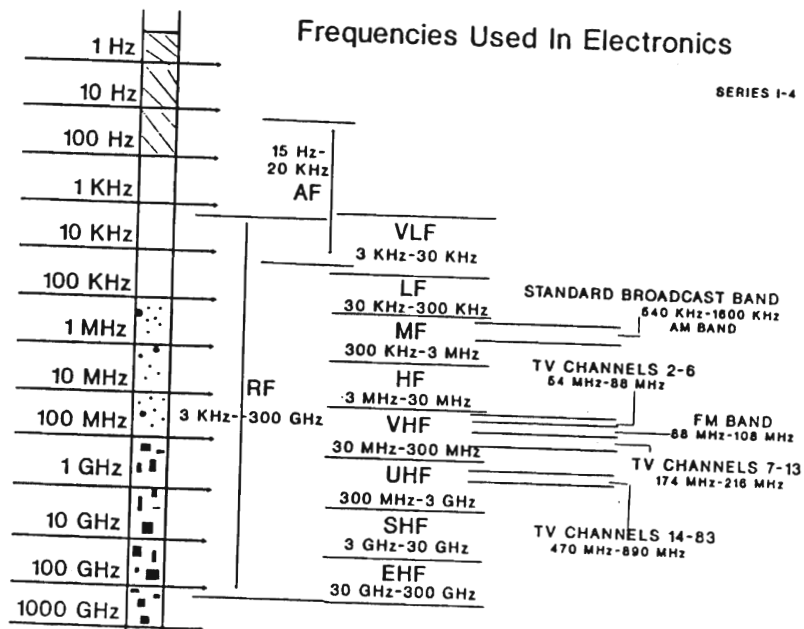 Frequencies Used In Electronics
SERIES I-4
1 Hz
10 Hz
100 Hz
1 KHz
10 KHz
100 KHz
1 MHz
10 MHz
100 MHz
1 GHz
10 GHz
100 GHz
1000 GHz
15 Hz-
20 KHz
AF
RF
3 KHz--300 GHz
VLF
3 KHz-30 KHz
LF
30 KHz-300 KHz
MF
300 KHz-3 MHz
HF
3 MHz-30 MHz
VHF
30 MHz-300 MHz
UHF
300 MHz-3 GHz
SHF
3 GHz-30 GHz
EHF
30 GHz-300 GHz
STANDARD BROADCAST BAND
540 KHz-1600 KHz
AM BAND
TV CHANNELS 2-6
54 MHz-88 MHz
FM BAND
88 MHz-108 MHz
TV CHANNELS 7-13
174 MHz-216 MHz
TV CHANNELS 14-83
470 MHz-890 MHz